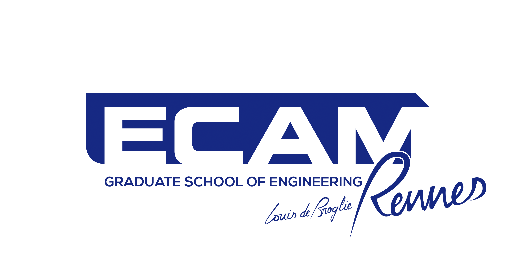 ECAM
GRADUATE SCHOOL OF ENGINEERING
Louis de Broglie
Rennes